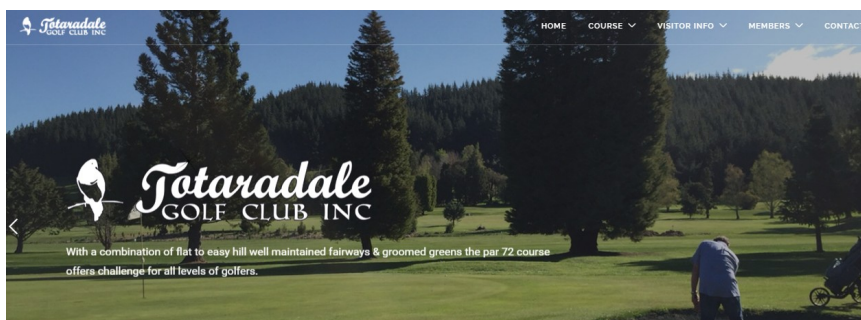 Totaradale
GOLF CLUB INC
HOME COURSE VISITOR INFO MEMBERS CONTAC
Totaradale
GOLF CLUB INC
With a combination of flat to easy hill well maintained fairways & groomed greens the par 72 course
offers challenge for all levels of golfers.